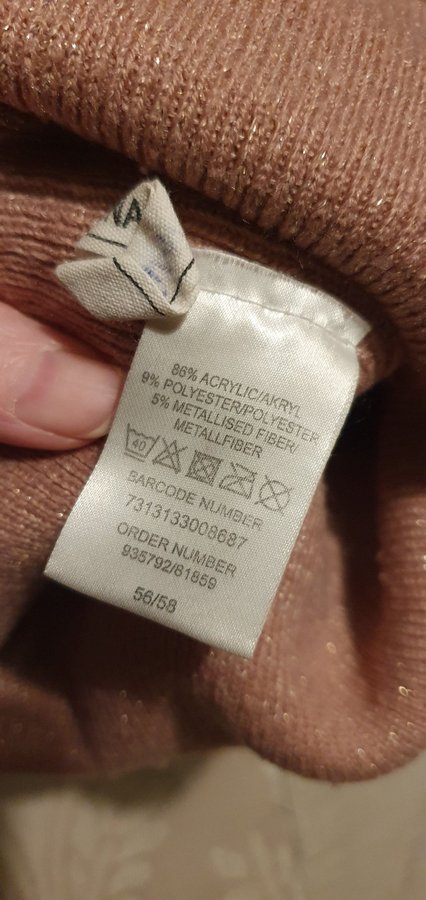 86% ACRYLIC/AKRYL
9% POLYESTER/POLYESTER
5% METALLISED FIBER/
METALLFIBER
40
BARCODE NUMBER
7313133008687
ORDER NUMBER
935792/81859
56/58